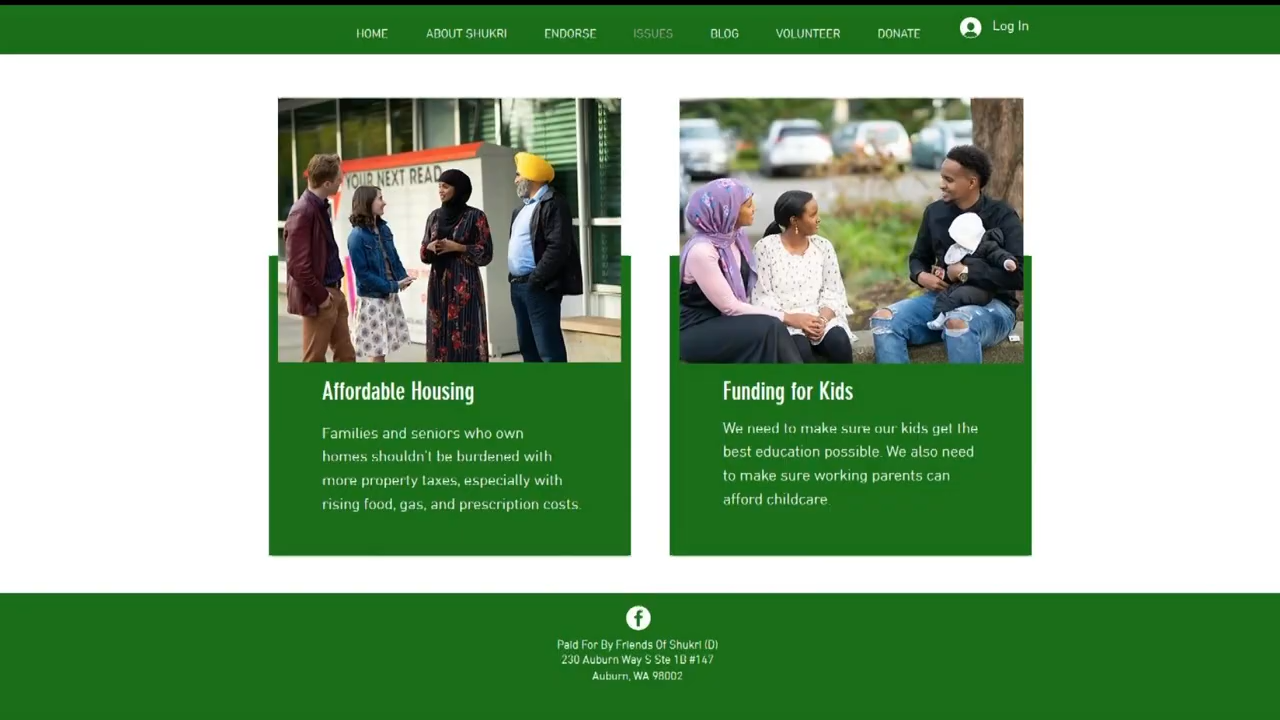 HOME ABOUT SHUKRI ENDORSE ISSUES BLOG VOLUNTEER DONATE Log In
YOUR NEXT READ
Affordable Housing
Families and seniors who own
homes shouldn't be burdened with
more property taxes, especially with
rising food, gas, and prescription costs.
Funding for Kids
We need to make sure our kids get the
best education possible. We also need
to make sure working parents can
afford childcare.
Paid For By Friends Of Shukri (D)
230 Auburn Way S Ste 1B #147
Auburn, WA 98002